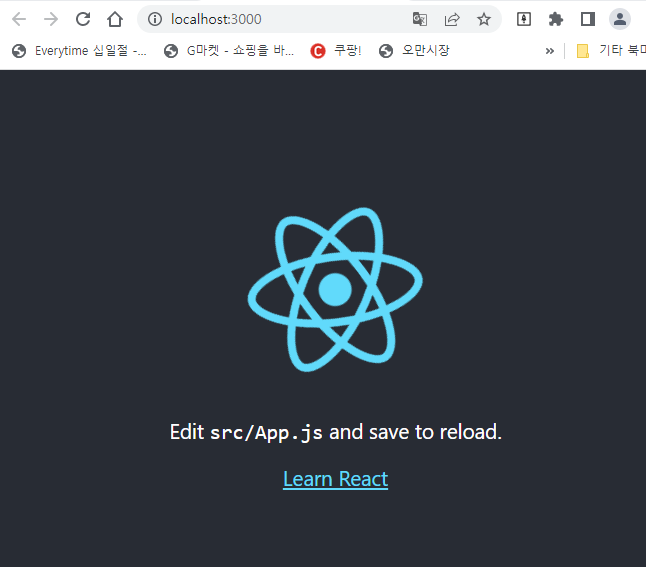 localhost:3000
Everytime 십일절 -... G마켓 - 쇼핑을 바... C 쿠팡! 오만시장 » 기타 북마
Edit src/App.js and save to reload.
Learn React